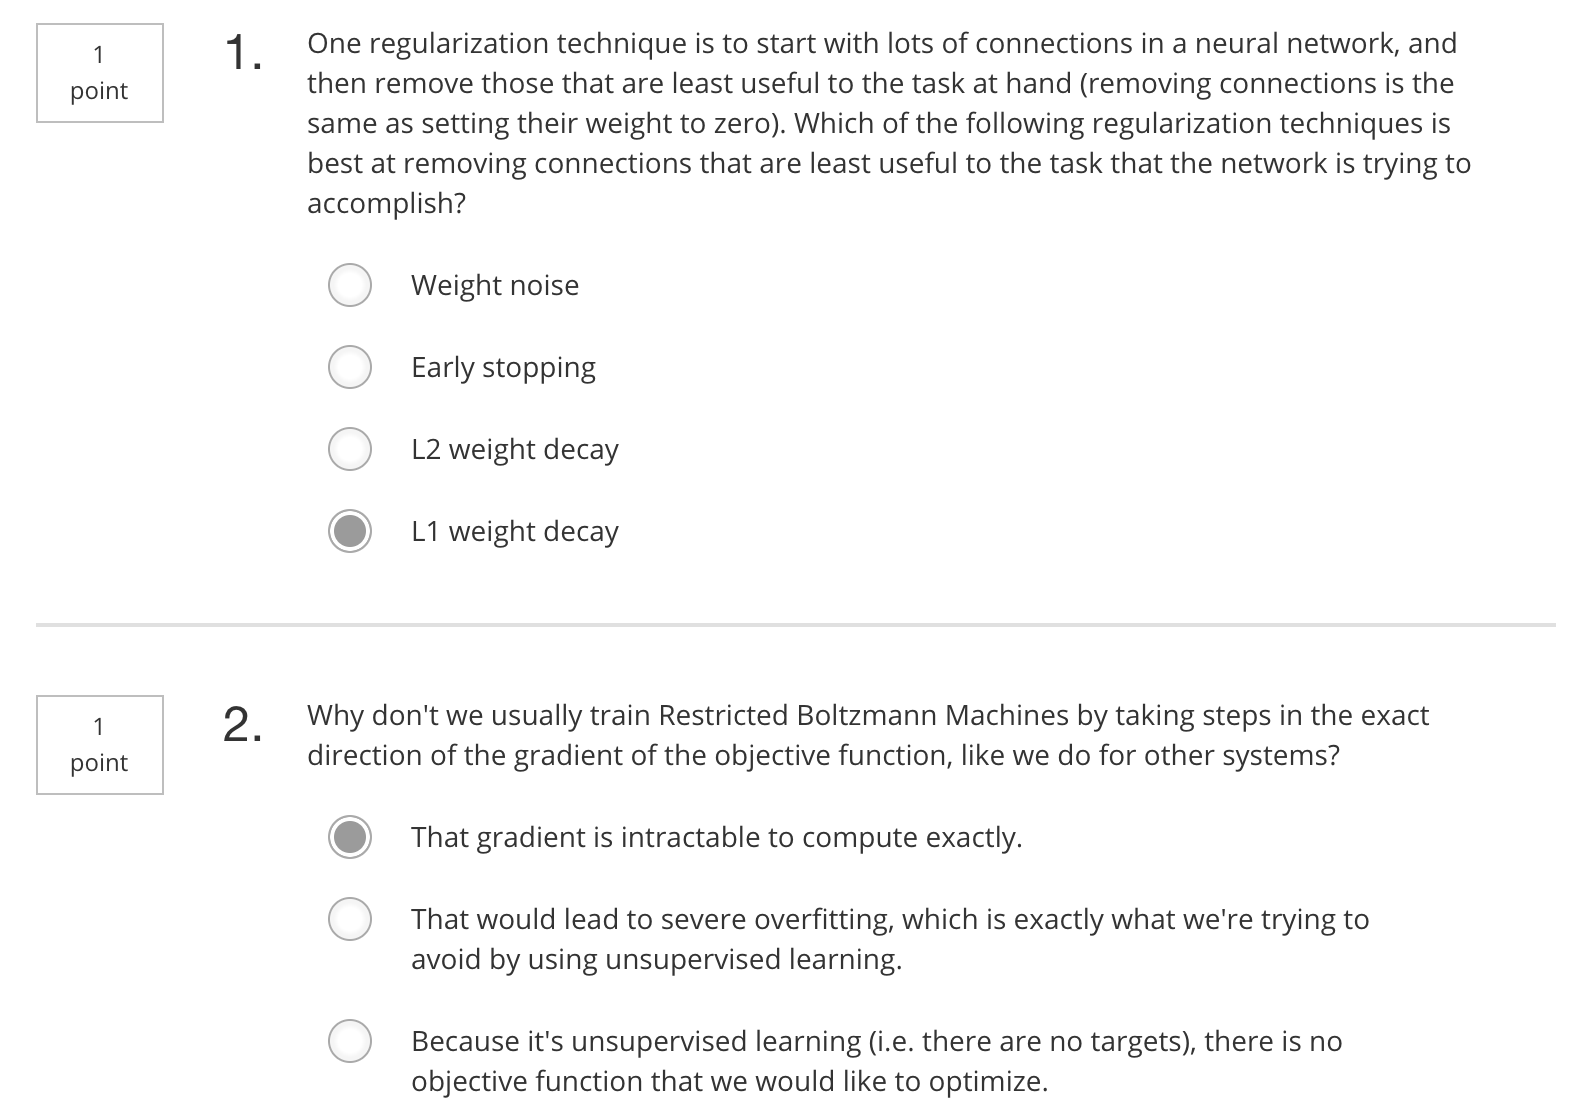 1
point
1.
One regularization technique is to start with lots of connections in a neural network, and
then remove those that are least useful to the task at hand (removing connections is the
same as setting their weight to zero). Which of the following regularization techniques is
best at removing connections that are least useful to the task that the network is trying to
accomplish?
Weight noise
Early stopping
L2 weight decay
L1 weight decay
1
point
2.
Why don't we usually train Restricted Boltzmann Machines by taking steps in the exact
direction of the gradient of the objective function, like we do for other systems?
That gradient is intractable to compute exactly.
That would lead to severe overfitting, which is exactly what we're trying to
avoid by using unsupervised learning.
Because it's unsupervised learning (i.e. there are no targets), there is no
objective function that we would like to optimize.